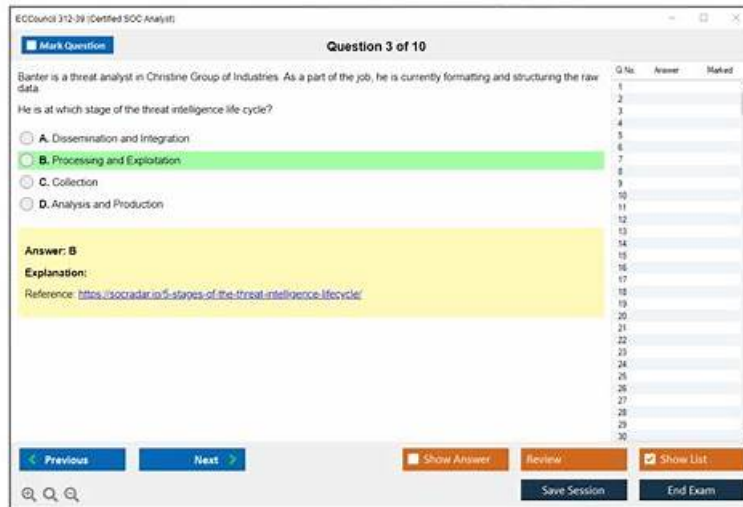 ECCouncil 312-39 (Certified SOC Analyst)
Mark Question
Question 3 of 10
Banter is a threat analyst in Christine Group of Industries. As a part of the job, he is currently formatting and structuring the raw
data.
He is at which stage of the threat intelligence life cycle?
A. Dissemination and Integration
B. Processing and Exploitation
C. Collection
D. Analysis and Production
Answer: B
Explanation:
Reference: https://socradar.io/5-stages-of-the-threat-intelligence-lifecycle/
Q.No. Answer Marked
1
2
3
4
5
6
7
8
9
10
11
12
13
14
15
16
17
18
19
20
21
22
23
24
25
26
27
28
29
30
Previous
Next
Show Answer
Review
Show List
Save Session
End Exam